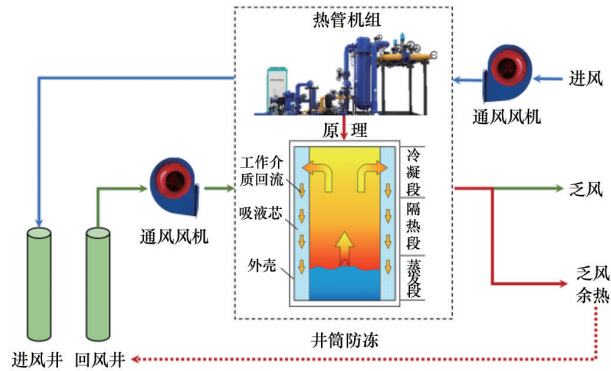 热管机组
进风
通风风机
原理
工作介
质回流
吸液芯
外壳
冷
凝
段
隔
热
段
蒸
发
段
通风风机
乏风
乏风
余热
井筒防冻
进风井
回风井